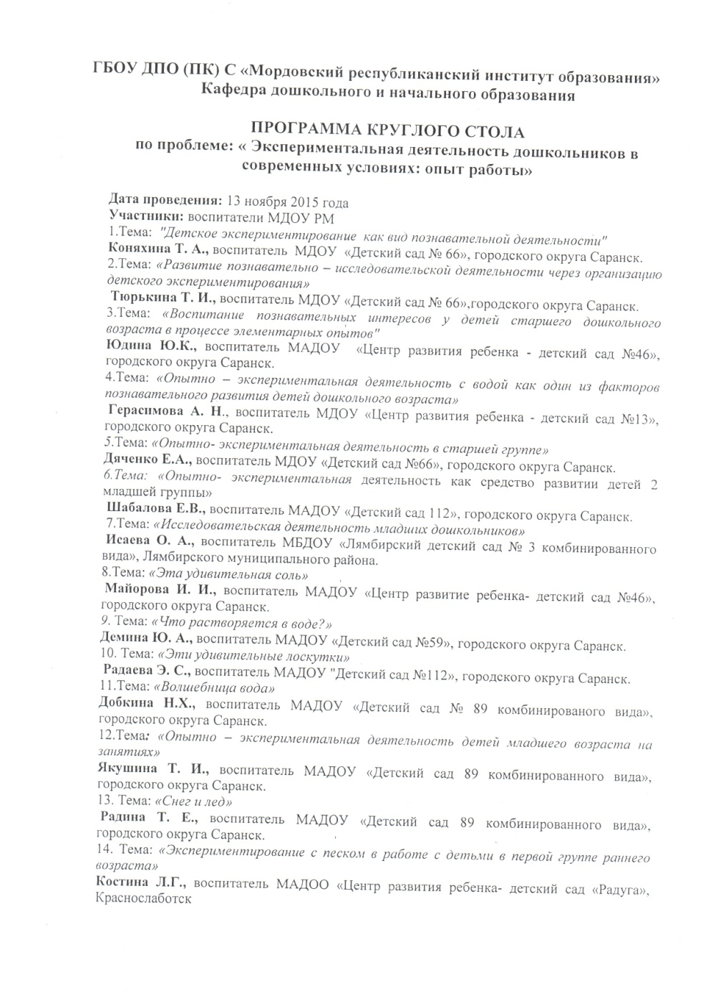 ГБОУ ДПО (ПК) С «Мордовский республиканский институт образования»
Кафедра дошкольного и начального образования
ПРОГРАММА КРУГЛОГО СТОЛА
по проблеме: « Экспериментальная деятельность дошкольников в
современных условиях: опыт работы»
Дата проведения: 13 ноября 2015 года
Участники: воспитатели МДОУ РМ
1.Тема: "Детское экспериментирование как вид познавательной деятельности"
Коняхина Т. А., воспитатель МДОУ «Детский сад № 66», городского округа Саранск.
2.Тема: «Развитие познавательно – исследовательской деятельности через организацию
детского экспериментирования»
Тюрькина Т. И., воспитатель МДОУ «Детский сад № 66»,городского округа Саранск.
3.Тема: «Воспитание познавательных интересов у детей старшего дошкольного
возраста в процессе элементарных опытов"
Юдина Ю.К., воспитатель МАДОУ «Центр развития ребенка - детский сад №46»,
городского округа Саранск.
4.Тема: «Опытно – экспериментальная деятельность с водой как один из факторов
познавательного развития детей дошкольного возраста»
Герасимова А. Н., воспитатель МДОУ «Центр развития ребенка - детский сад №13»,
городского округа Саранск.
5.Тема: «Опытно- экспериментальная деятельность в старшей группе»
Дяченко Е.А., воспитатель МДОУ «Детский сад №66», городского округа Саранск.
6.Тема: «Опытно- экспериментальная деятельность как средство развитии детей 2
младшей группы»
Шабалова Е.В., воспитатель МАДОУ «Детский сад 112», городского округа Саранск.
7.Тема: «Исследовательская деятельность младших дошкольников»
Исаева О. А., воспитатель МБДОУ «Лямбирский детский сад № 3 комбинированного
вида», Лямбирского муниципального района.
8.Тема: «Эта удивительная соль»
Майорова И. И., воспитатель МАДОУ «Центр развитие ребенка- детский сад №46»,
городского округа Саранск.
9. Тема: «Что растворяется в воде?»
Демина Ю. А., воспитатель МАДОУ «Детский сад №59», городского округа Саранск.
10. Тема: «Эти удивительные лоскутки»
Радаева Э. С., воспитатель МАДОУ "Детский сад №112», городского округа Саранск.
11.Тема: «Волшебница вода»
Добкина Н.Х., воспитатель МАДОУ «Детский сад № 89 комбинированого вида»,
городского округа Саранск.
12.Тема: «Опытно – экспериментальная деятельность детей младшего возраста на
занятиях»
Якушина Т. И., воспитатель МАДОУ «Детский сад 89 комбинированного вида»,
городского округа Саранск.
13. Тема: «Снег и лед»
Радина Т. Е., воспитатель МАДОУ «Детский сад 89 комбинированного вида»,
городского округа Саранск.
14. Тема: «Экспериментирование с песком в работе с детьми в первой группе раннего
возраста»
Костина Л.Г., воспитатель МАДОО «Центр развития ребенка- детский сад «Радуга»,
Краснослаботск